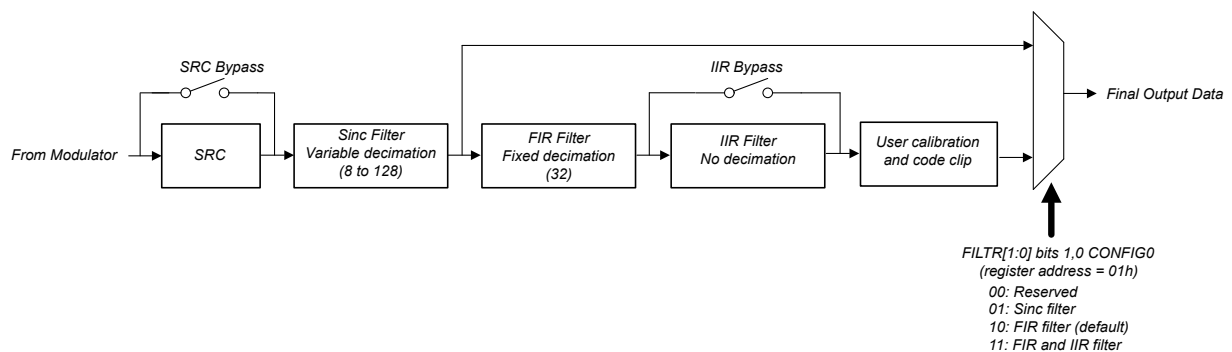 SRC Bypass
IIR Bypass
Final Output Data
From Modulator
SRC
Sinc Filter
Variable decimation
(8 to 128)
FIR Filter
Fixed decimation
(32)
IIR Filter
No decimation
User calibration
and code clip
FILTR[1:0] bits 1,0 CONFIG0
(register address = 01h)
00: Reserved
01: Sinc filter
10: FIR filter (default)
11: FIR and IIR filter